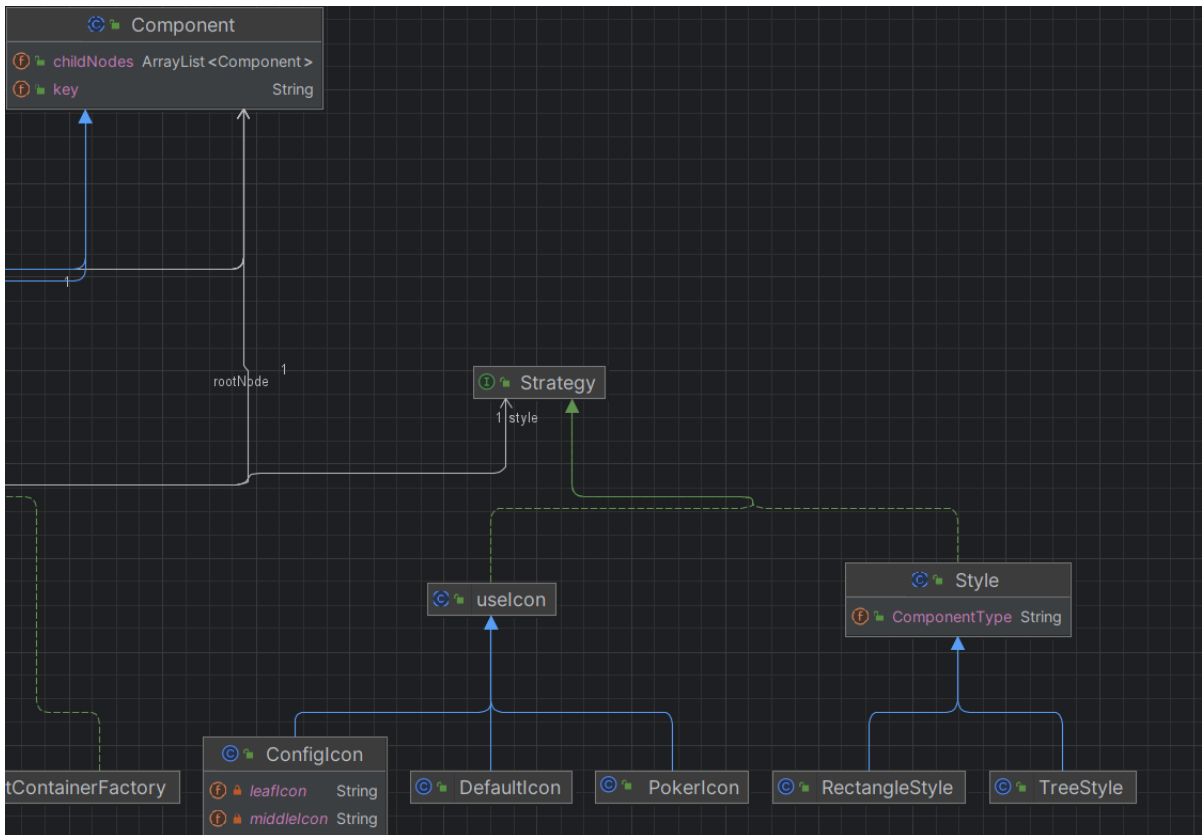 Component
childNodes ArrayList<Component>
key String
1
rootNode 1
Strategy
1 style
useIcon
Style
ComponentType String
tContainerFactory
ConfigIcon
leafIcon String
middleIcon String
DefaultIcon
PokerIcon
RectangleStyle
TreeStyle